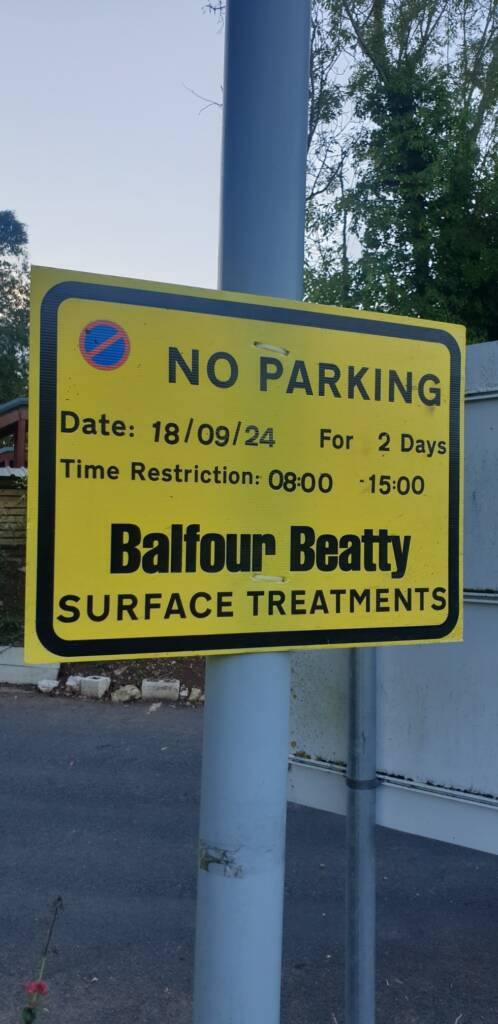 NO PARKING
Date: 18/09/24 For 2 Days
Time Restriction: 08:00 -15:00
Balfour Beatty
SURFACE TREATMENTS